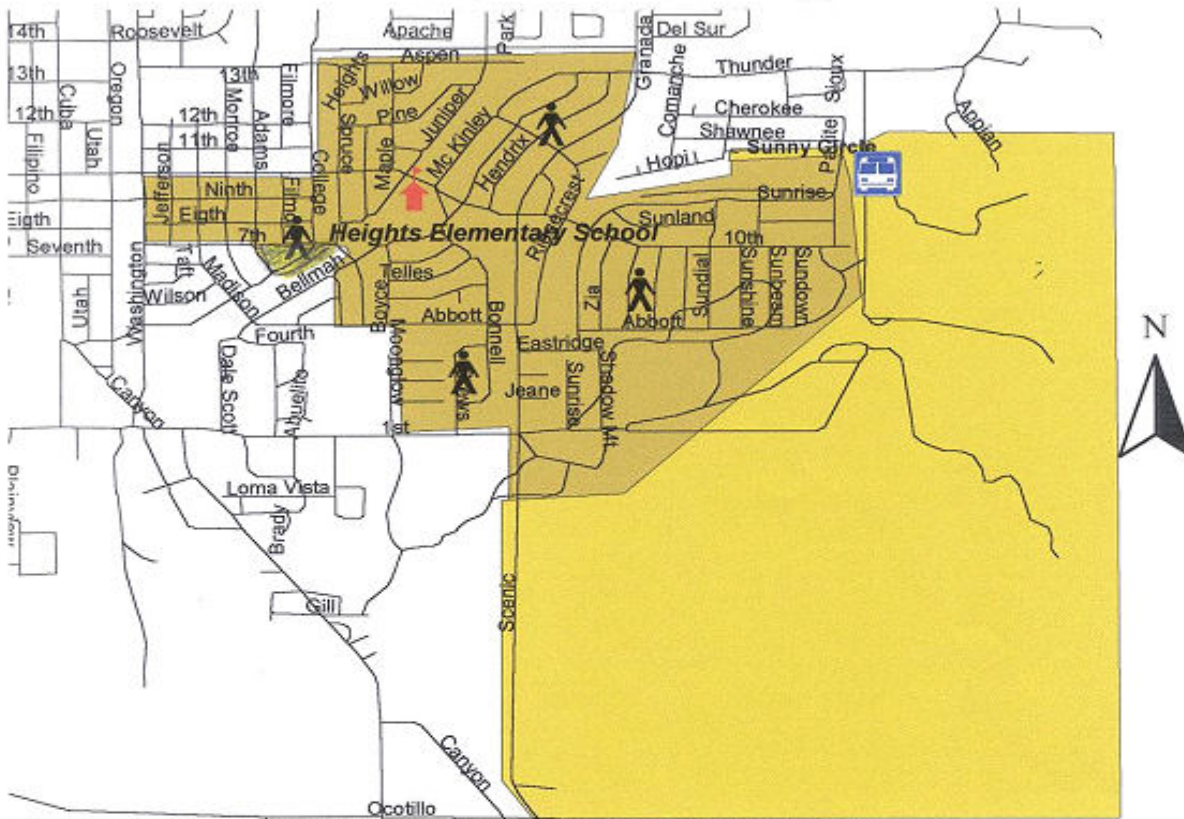 14th
Roosevelt
Apache
Park
Del Sur
Aspen
Granada
13th
Oregon
13th
Filmore
Heights
Willow
Thunder
Sioux
Comanche
12th
Cuba
12th
Monroe
Adams
Pine
Juniper
Cherokee
Appian
11th
Spruce
Mc Kinley
Shawnee
Filipino
Utah
Maple
Hendrix
Hopi
Sunny Circle
College
Jefferson
Ninth
Sunrise
Eigth
Eigth
Sunland
Seventh
7th
Heights Elementary School
10th
Taft
Madison
Bellmah
Telles
Wilson
Utah
Washington
Boyce
Abbott
Bonnell
Zia
Abbott
Sundial
Sunshine
Sunbeam
Sundown
Fourth
Eastridge
N
Dale Scott
Jeane
Sunrise
Shadow Mt
Canyon
1st
Loma Vista
Brady
Gill
Scenic
Canyon
Ocotillo